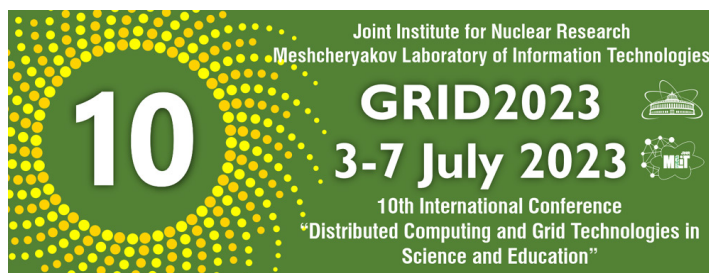 10
Joint Institute for Nuclear Research
Meshcheryakov Laboratory of Information Technologies
GRID2023
3-7 July 2023
MLIT
10th International Conference
“Distributed Computing and Grid Technologies in
Science and Education”